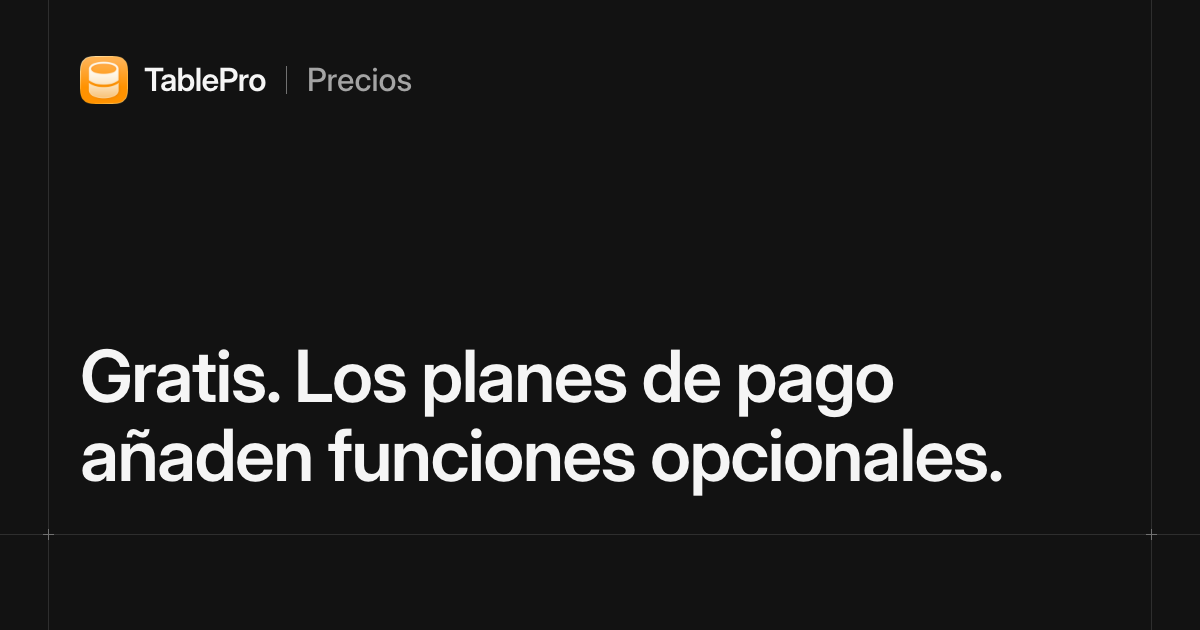 TablePro | Precios
Gratis. Los planes de pago
añaden funciones opcionales.